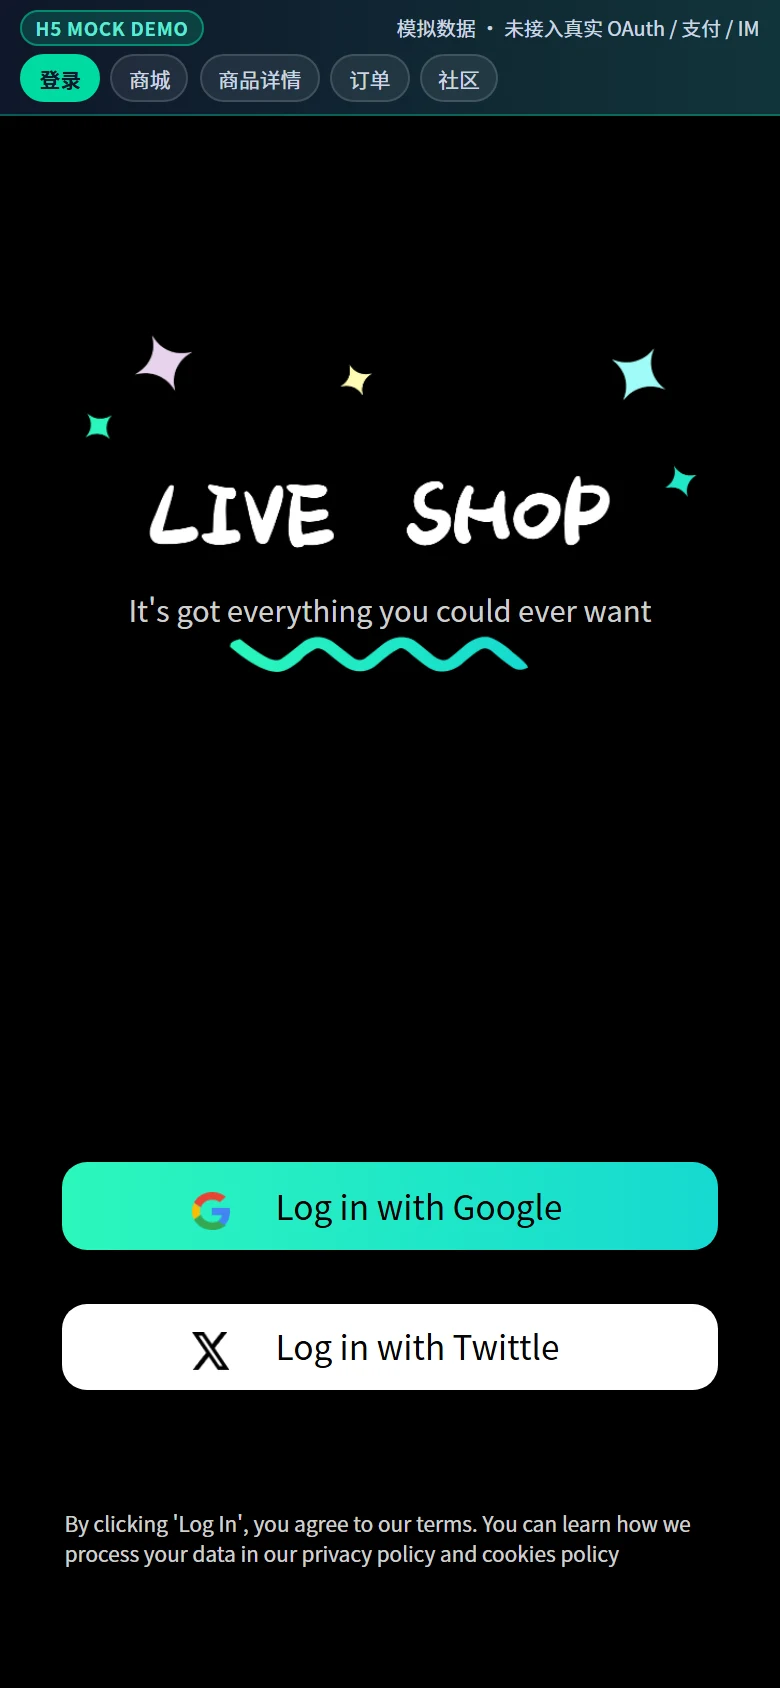 H5 MOCK DEMO
模拟数据 · 未接入真实 OAuth / 支付 / IM
登录 商城 商品详情 订单 社区
LIVE SHOP
It's got everything you could ever want
Log in with Google
Log in with Twittle
By clicking 'Log In', you agree to our terms. You can learn how we
process your data in our privacy policy and cookies policy